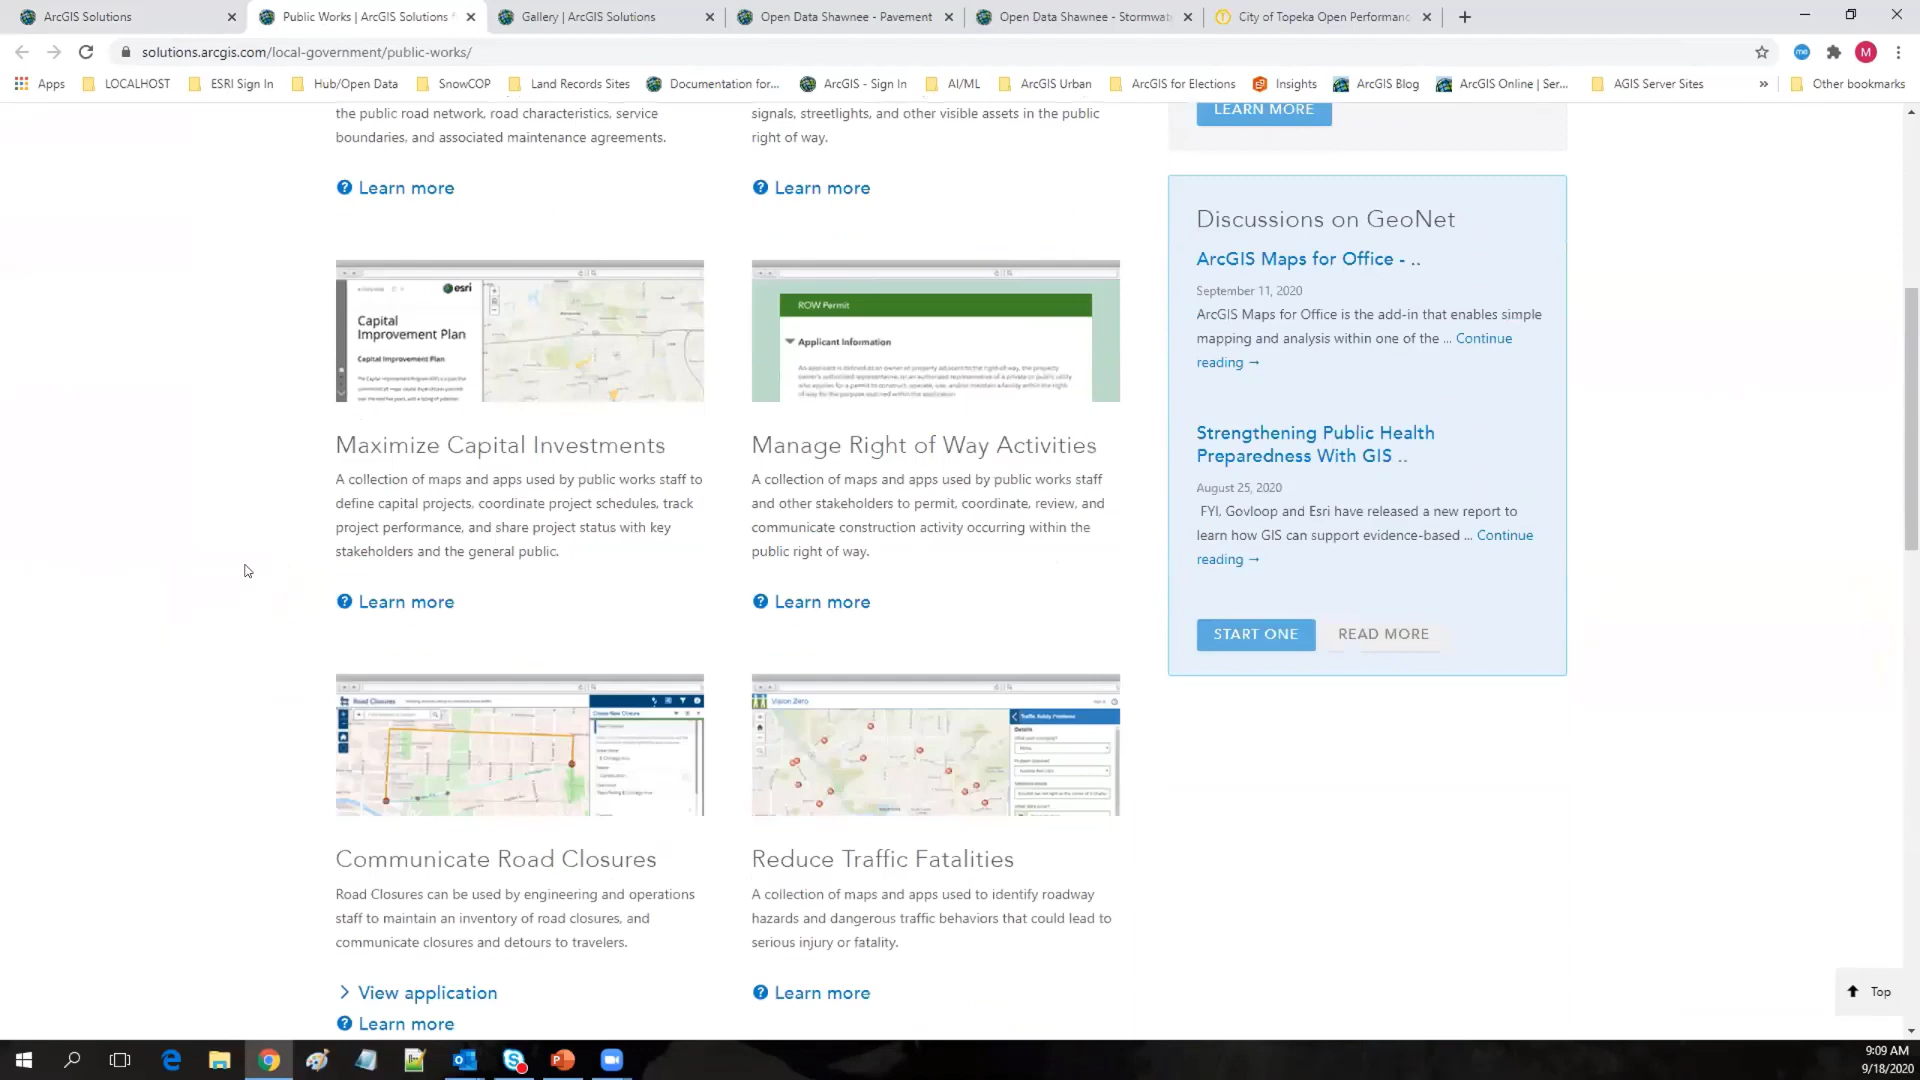 ArcGIS Solutions
Public Works | ArcGIS Solutions f
Gallery | ArcGIS Solutions
Open Data Shawnee - Pavement
Open Data Shawnee - Stormwat
City of Topeka Open Performanc
solutions.arcgis.com/local-government/public-works/
M
Apps
LOCALHOST
ESRI Sign In
Hub/Open Data
SnowCOP
Land Records Sites
Documentation for...
ArcGIS - Sign In
AI/ML
ArcGIS Urban
ArcGIS for Elections
Insights
ArcGIS Blog
ArcGIS Online | Ser...
AGIS Server Sites
»
Other bookmarks
the public road network, road characteristics, service
boundaries, and associated maintenance agreements.
Learn more
signals, streetlights, and other visible assets in the public
right of way.
Learn more
LEARN MORE
esri
Capital
Improvement Plan
Capital Improvement Plan
Maximize Capital Investments
A collection of maps and apps used by public works staff to
define capital projects, coordinate project schedules, track
project performance, and share project status with key
stakeholders and the general public.
Learn more
ROW Permit
Applicant Information
Manage Right of Way Activities
A collection of maps and apps used by public works staff
and other stakeholders to permit, coordinate, review, and
communicate construction activity occurring within the
public right of way.
Learn more
Discussions on GeoNet
ArcGIS Maps for Office - ..
September 11, 2020
ArcGIS Maps for Office is the add-in that enables simple
mapping and analysis within one of the ... Continue
reading →
Strengthening Public Health
Preparedness With GIS ..
August 25, 2020
FYI, Govloop and Esri have released a new report to
learn how GIS can support evidence-based ... Continue
reading →
START ONE
READ MORE
Road Closures
Create New Closure
Communicate Road Closures
Road Closures can be used by engineering and operations
staff to maintain an inventory of road closures, and
communicate closures and detours to travelers.
View application
Learn more
Vision Zero
Traffic Safety Problems
Details
Reduce Traffic Fatalities
A collection of maps and apps used to identify roadway
hazards and dangerous traffic behaviors that could lead to
serious injury or fatality.
Learn more
Top
9:09 AM
9/18/2020